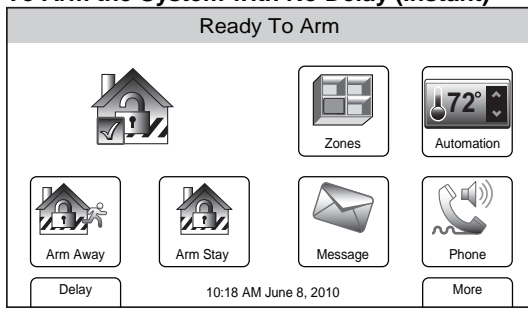 To Arm the System with No Delay (Instant)
Ready To Arm
72°
Zones
Automation
Arm Away
Arm Stay
Message
Phone
Delay
10:18 AM June 8, 2010
More